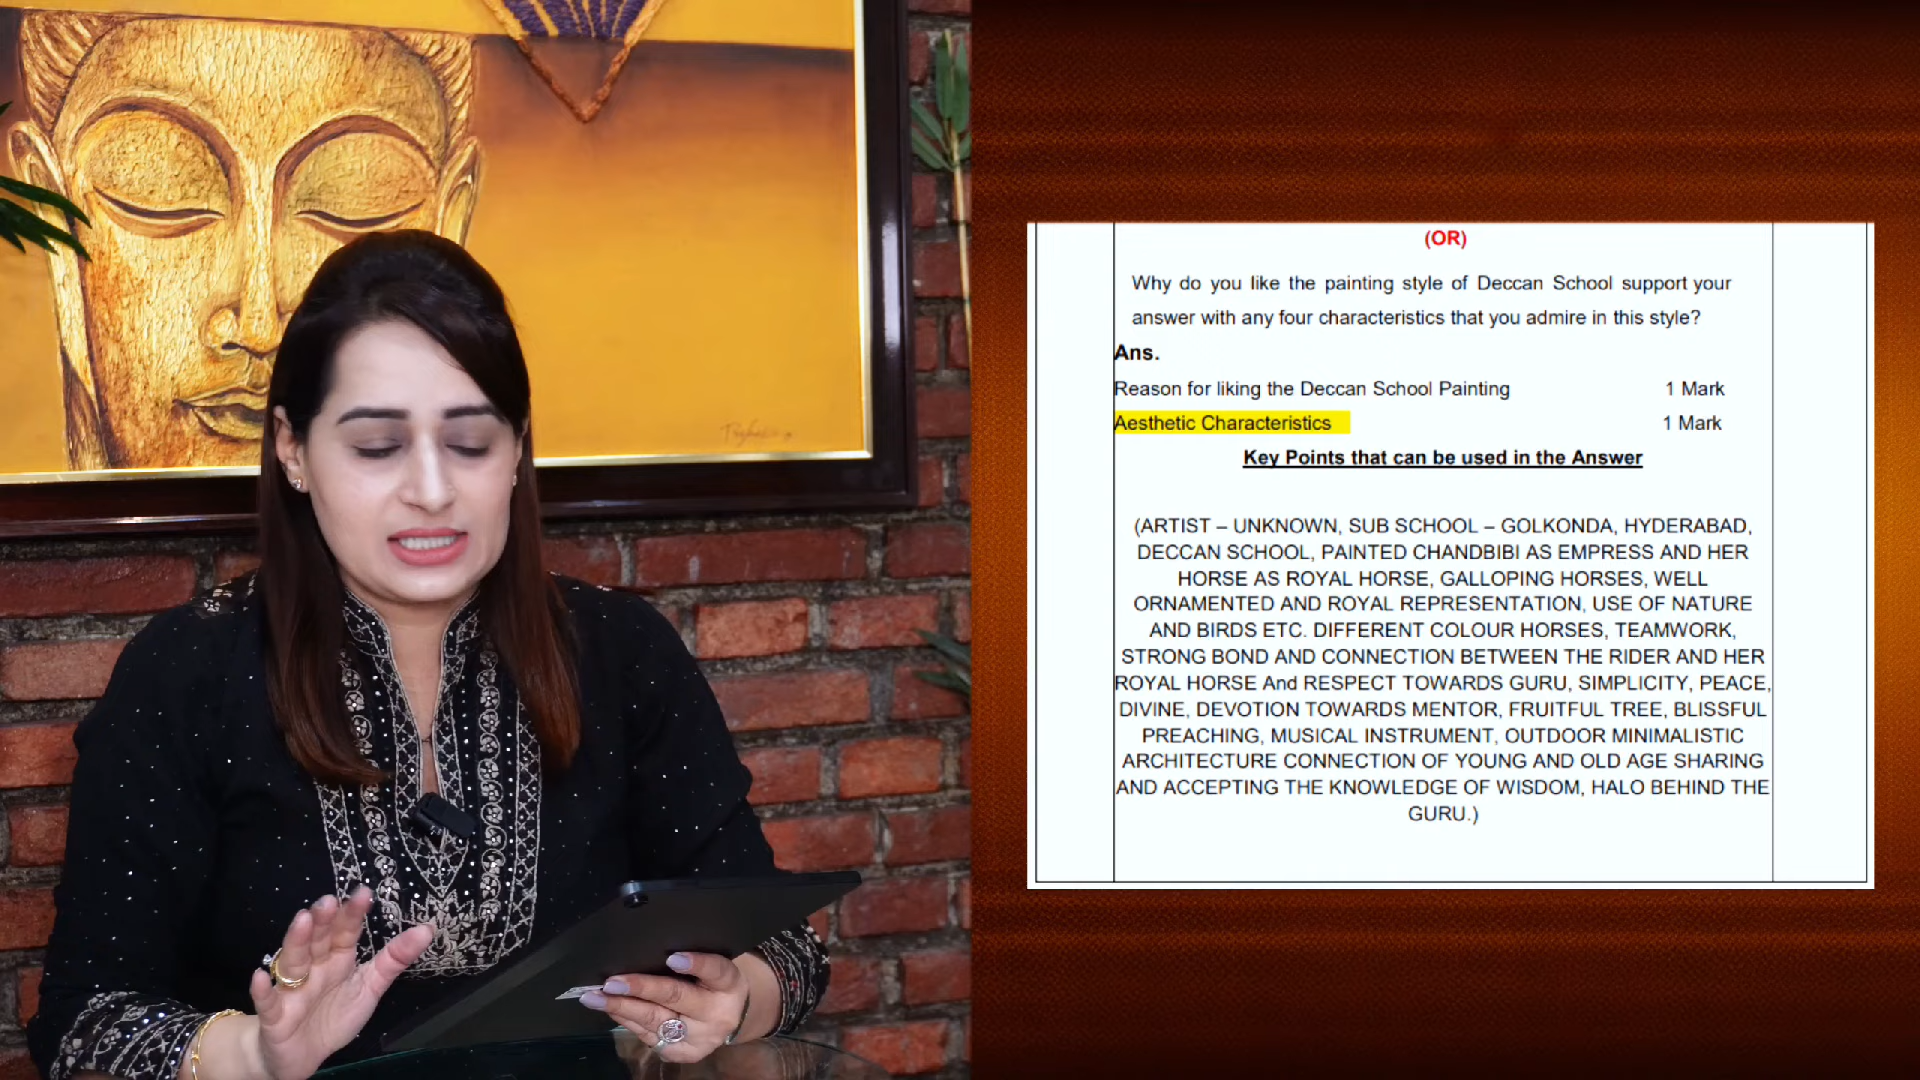 (OR)
Why do you like the painting style of Deccan School support your
answer with any four characteristics that you admire in this style?
Ans.
Reason for liking the Deccan School Painting 1 Mark
Aesthetic Characteristics 1 Mark
Key Points that can be used in the Answer
(ARTIST – UNKNOWN, SUB SCHOOL – GOLKONDA, HYDERABAD,
DECCAN SCHOOL, PAINTED CHANDBIBI AS EMPRESS AND HER
HORSE AS ROYAL HORSE, GALLOPING HORSES, WELL
ORNAMENTED AND ROYAL REPRESENTATION, USE OF NATURE
AND BIRDS ETC. DIFFERENT COLOUR HORSES, TEAMWORK,
STRONG BOND AND CONNECTION BETWEEN THE RIDER AND HER
ROYAL HORSE And RESPECT TOWARDS GURU, SIMPLICITY, PEACE,
DIVINE, DEVOTION TOWARDS MENTOR, FRUITFUL TREE, BLISSFUL
PREACHING, MUSICAL INSTRUMENT, OUTDOOR MINIMALISTIC
ARCHITECTURE CONNECTION OF YOUNG AND OLD AGE SHARING
AND ACCEPTING THE KNOWLEDGE OF WISDOM, HALO BEHIND THE
GURU.)